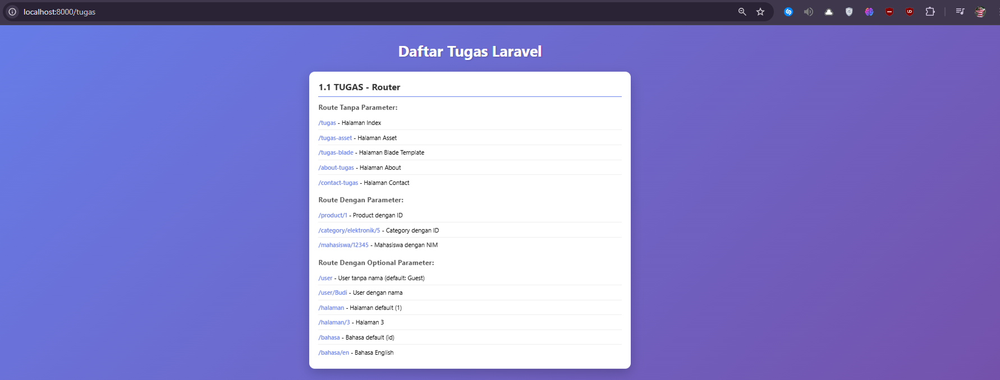 localhost:8000/tugas
Daftar Tugas Laravel
1.1 TUGAS - Router
Route Tanpa Parameter:
/tugas - Halaman Index
/tugas-asset - Halaman Asset
/tugas-blade - Halaman Blade Template
/about-tugas - Halaman About
/contact-tugas - Halaman Contact
Route Dengan Parameter:
/product/1 - Product dengan ID
/category/elektronik/5 - Category dengan ID
/mahasiswa/12345 - Mahasiswa dengan NIM
Route Dengan Optional Parameter:
/user - User tanpa nama (default: Guest)
/user/Budi - User dengan nama
/halaman - Halaman default (1)
/halaman/3 - Halaman 3
/bahasa - Bahasa default (id)
/bahasa/en - Bahasa English